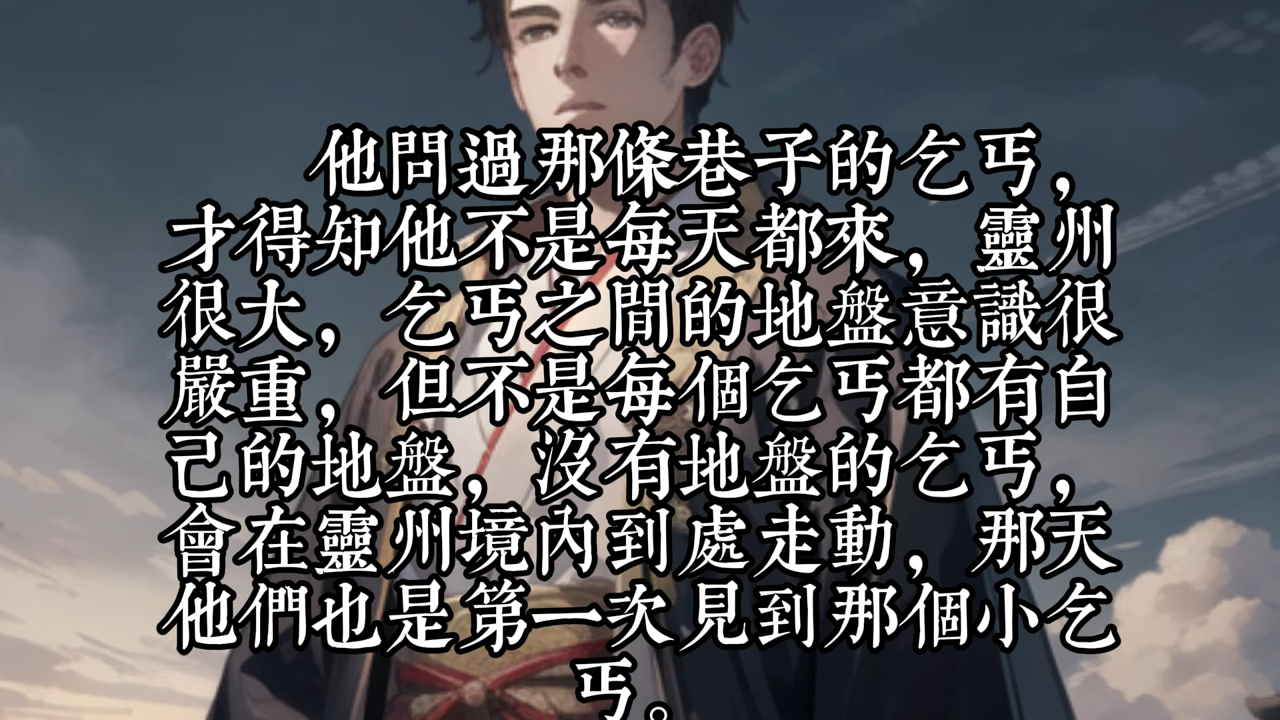 他問過那條巷子的乞丐，
才得知他不是每天都來，靈州
很大，乞丐之間的地盤意識很
嚴重，但不是每個乞丐都有自
己的地盤，沒有地盤的乞丐，
會在靈州境內到處走動，那天
他們也是第一次見到那個小乞
丐。